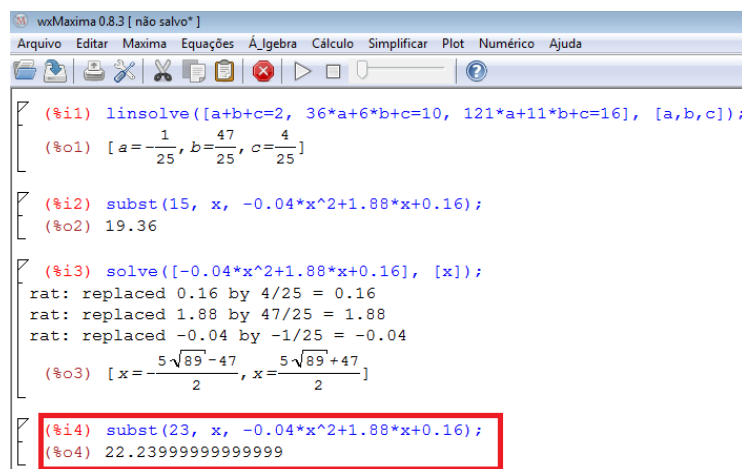 wxMaxima 0.8.3 [ não salvo* ]
Arquivo Editar Maxima Equações Á_lgebra Cálculo Simplificar Plot Numérico Ajuda
(%i1) linsolve([a+b+c=2, 36*a+6*b+c=10, 121*a+11*b+c=16], [a,b,c]);
(%o1) [a=-1/25, b=47/25, c=4/25]
(%i2) subst(15, x, -0.04*x^2+1.88*x+0.16);
(%o2) 19.36
(%i3) solve([-0.04*x^2+1.88*x+0.16], [x]);
rat: replaced 0.16 by 4/25 = 0.16
rat: replaced 1.88 by 47/25 = 1.88
rat: replaced -0.04 by -1/25 = -0.04
(%o3) [x=-(5√89-47)/2, x=(5√89+47)/2]
(%i4) subst(23, x, -0.04*x^2+1.88*x+0.16);
(%o4) 22.23999999999999